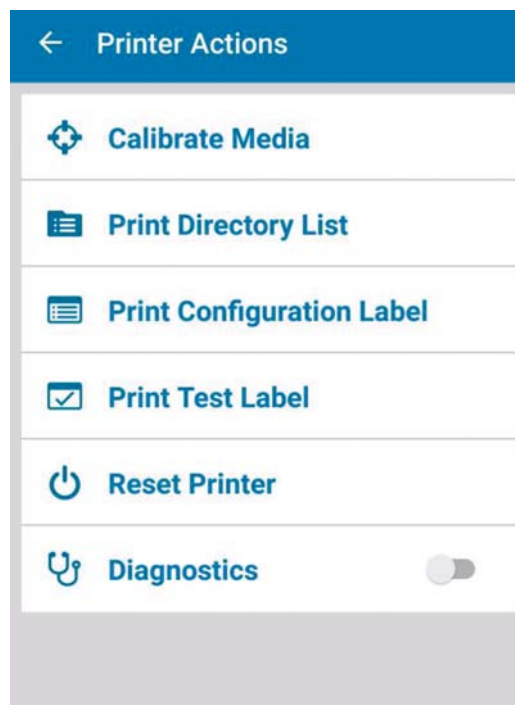 Printer Actions
Calibrate Media
Print Directory List
Print Configuration Label
Print Test Label
Reset Printer
Diagnostics